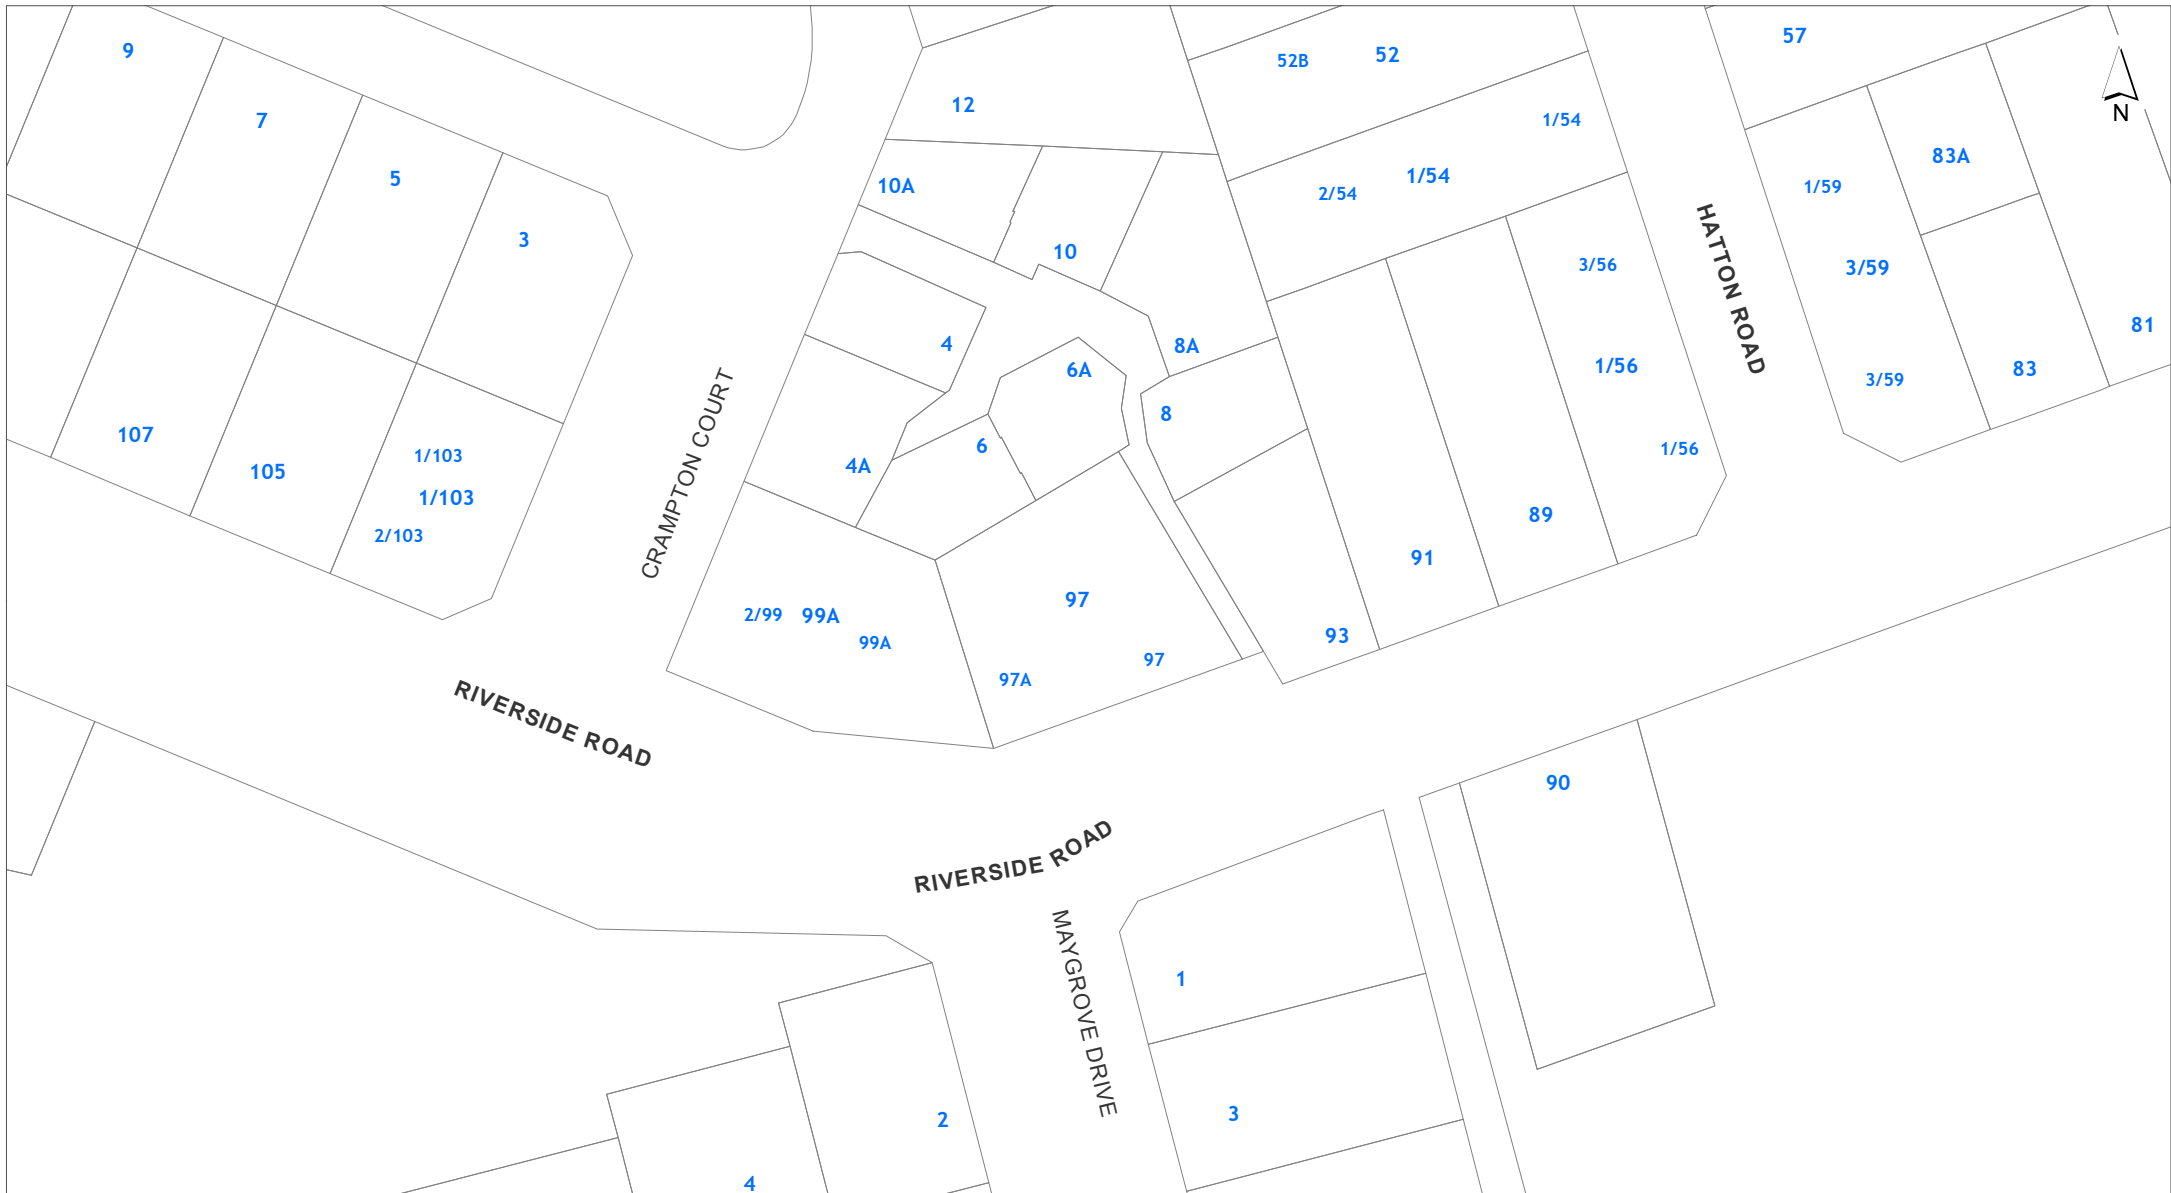 9
57
52B
52
7
12
N
1/54
83A
5
10A
2/54
1/54
1/59
3
10
3/56
3/59
HATTON ROAD
81
4
8A
6A
1/56
83
3/59
8
107
6
1/56
1/103
105
4A
1/103
CRAMPTON COURT
89
2/103
91
97
2/99
99A
99A
93
97
97A
RIVERSIDE ROAD
90
RIVERSIDE ROAD
1
MAYGROVE DRIVE
3
2
4